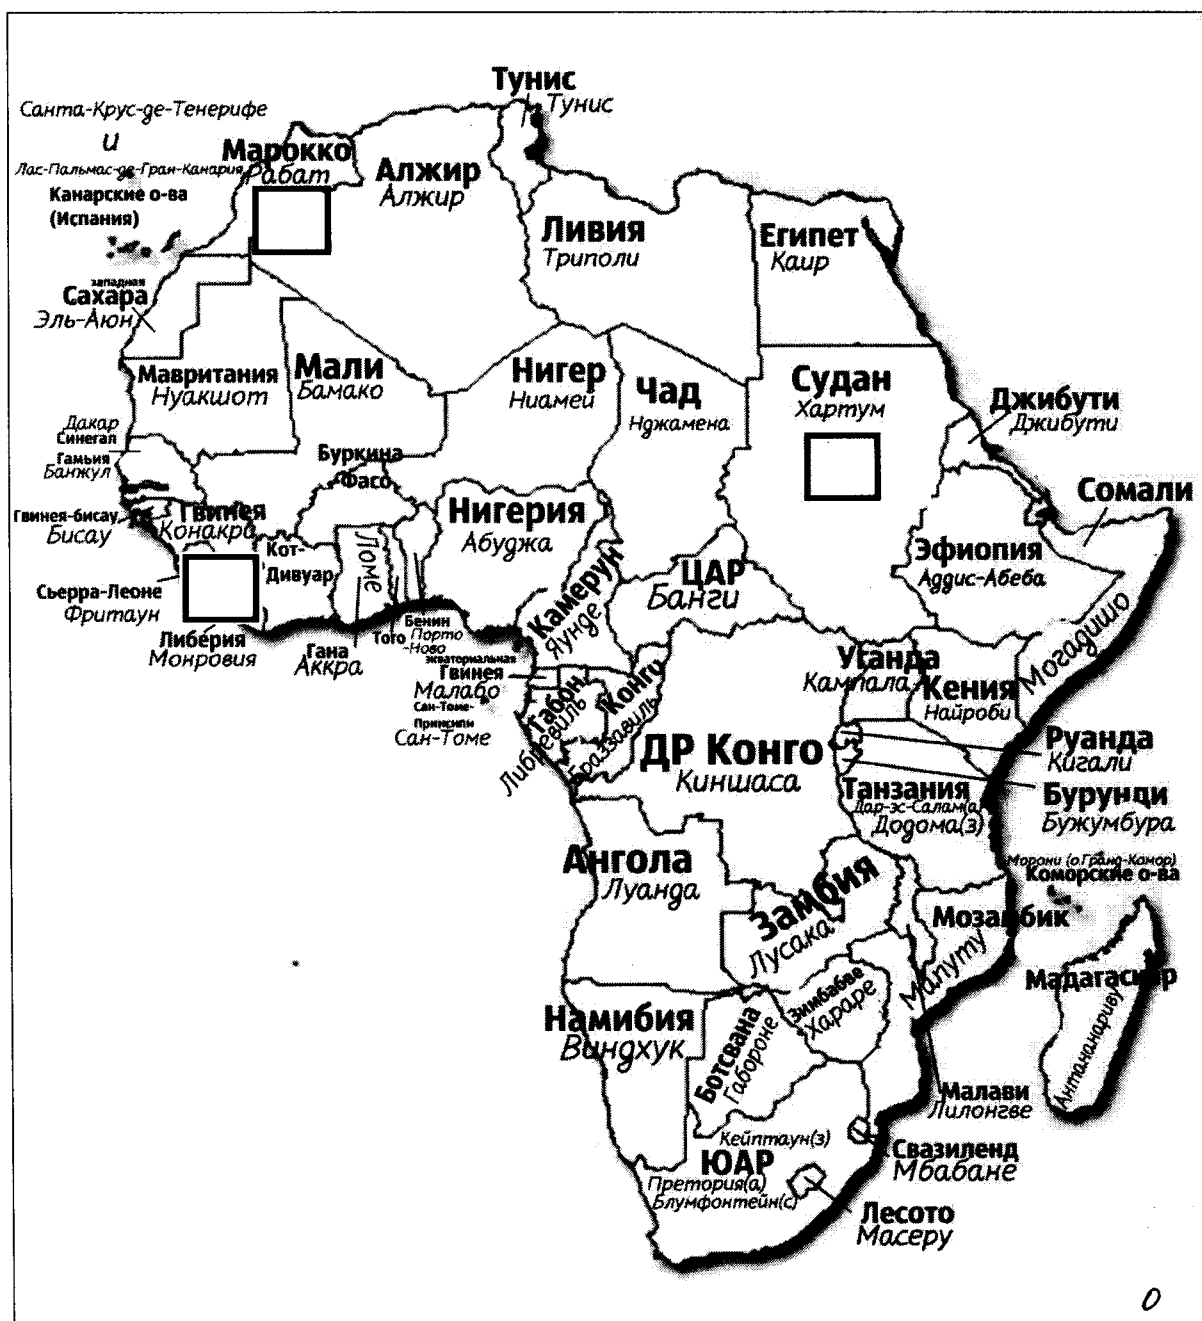 Тунис
Тунис
Санта-Крус-де-Тенерифе
и
Лас-Пальмас-де-Гран-Канария
Канарские о-ва
(Испания)
Марокко
Рабат
Алжир
Алжир
Ливия
Триполи
Египет
Каир
западная
Сахара
Эль-Аюн
Мавритания
Нуакшот
Мали
Бамако
Нигер
Ниамей
Чад
Нджамена
Судан
Хартум
Джибути
Джибути
Дакар
Синегал
Гамьия
Банжул
Буркина
Фасо
Сомали
Могадишо
Гвинея-бисау
Бисау
Гвинея
Конакра
Нигерия
Абуджа
Эфиопия
Аддис-Абеба
Кот-
Дивуар
Ломе
Камерун
Яунде
ЦАР
Банги
Сьерра-Леоне
Фритаун
Либерия
Монровия
Гана
Аккра
Того
Бенин
Порто
-Ново
Экваториальная
Гвинея
Малабо
Сан-Томе-
Принсипи
Сан-Томе
Габон
Либревиль
Конго
Браззавиль
Уганда
Кампала
Кения
Найроби
ДР Конго
Киншаса
Руанда
Кигали
Танзания
Дар-эс-Салам(а)
Додома(з)
Бурунди
Бужумбура
Ангола
Луанда
Замбия
Лусака
Морони (о.Гранд-Комор)
Коморские о-ва
Мозамбик
Мапуту
Мадагаскар
Антананариву
Намибия
Виндхук
Ботсвана
Габороне
Зимбабве
Хараре
Малави
Лилонгве
Кейптаун(з)
ЮАР
Претория(а)
Блумфонтейн(с)
Свазиленд
Мбабане
Лесото
Масеру
О